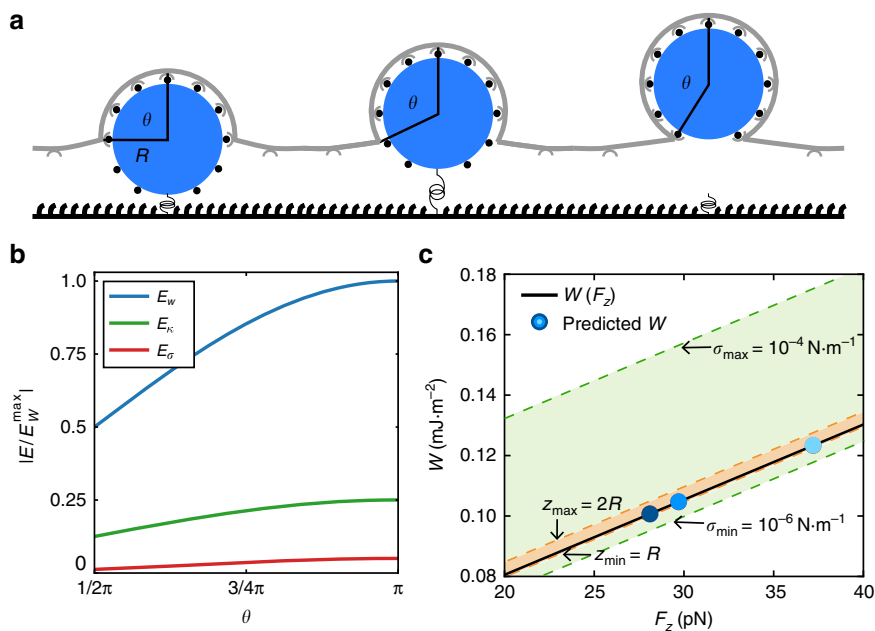 a
θ
θ
θ
R
b
1.0
0.75
0.5
0.25
0
|E/E_W^max|
E_w
E_κ
E_σ
1/2π
3/4π
π
θ
c
0.18
0.16
0.14
0.12
0.10
0.08
W (mJ·m⁻²)
W (F_z)
Predicted W
σ_max = 10⁻⁴ N·m⁻¹
z_max = 2R
z_min = R
σ_min = 10⁻⁶ N·m⁻¹
20
25
30
35
40
F_z (pN)